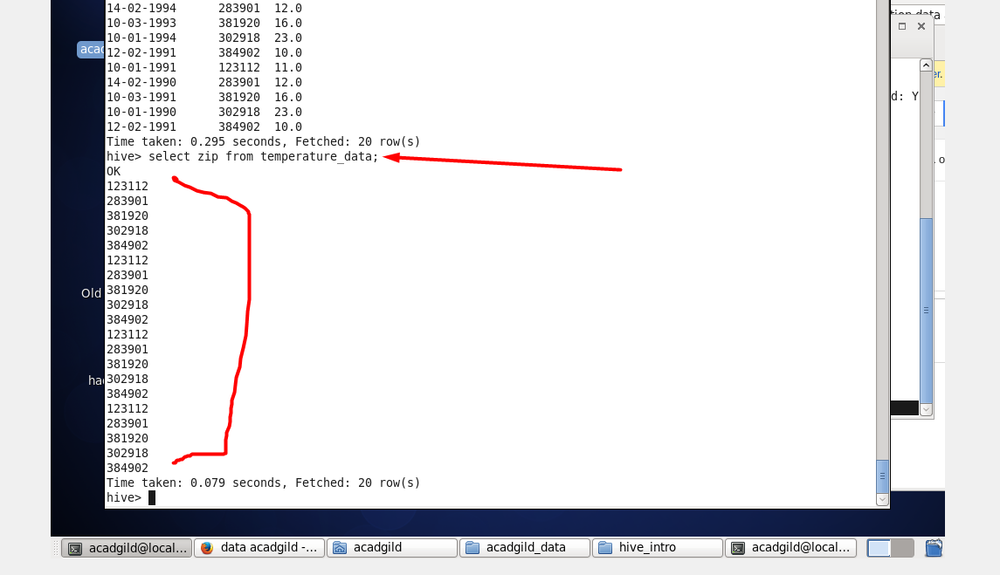 14-02-1994 283901 12.0
10-03-1993 381920 16.0
10-01-1994 302918 23.0
12-02-1991 384902 10.0
10-01-1991 123112 11.0
14-02-1990 283901 12.0
10-03-1991 381920 16.0
10-01-1990 302918 23.0
12-02-1991 384902 10.0
Time taken: 0.295 seconds, Fetched: 20 row(s)
hive> select zip from temperature_data;
OK
123112
283901
381920
302918
384902
123112
283901
381920
302918
384902
123112
283901
381920
302918
384902
123112
283901
381920
302918
384902
Time taken: 0.079 seconds, Fetched: 20 row(s)
hive>
acad
Old
had
data
er.
d: Y
o
acadgild@local...
data acadgild -...
acadgild
acadgild_data
hive_intro
acadgild@local...